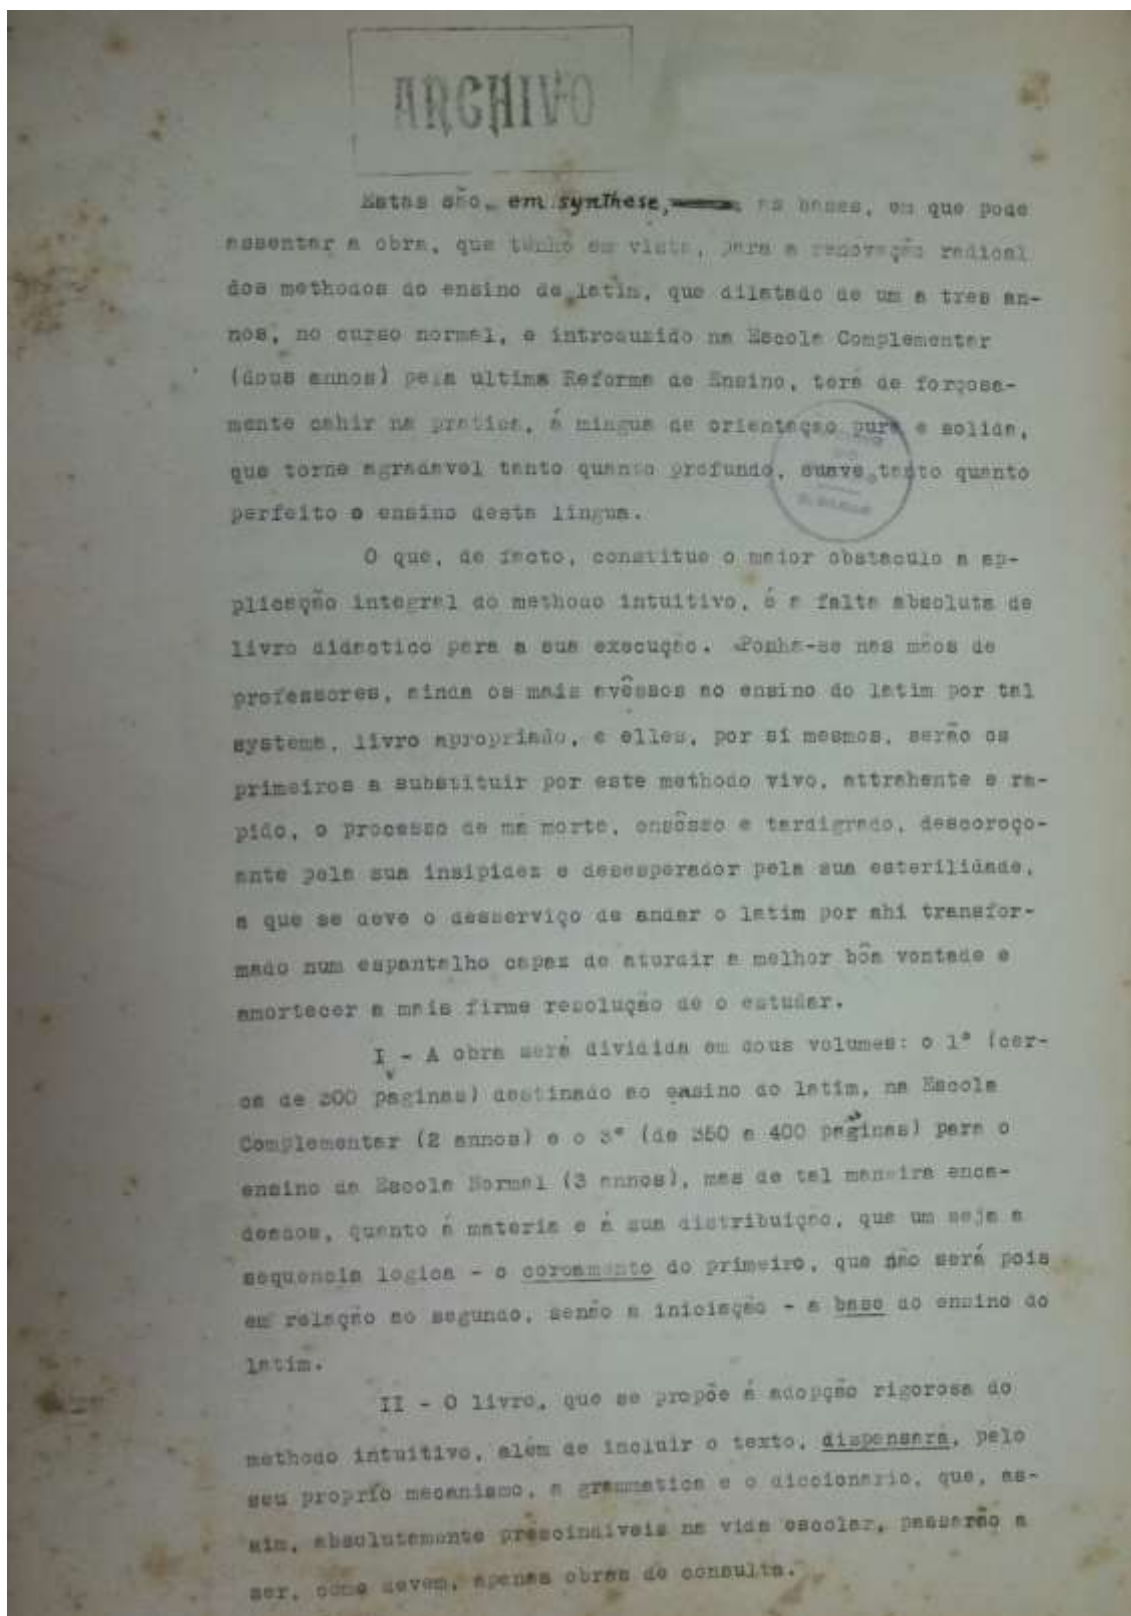 ARCHIVO
Estas são, em synthese, as bases, em que pode
assentar a obra, que tenho em vista, para a renovação radical
dos methodos do ensino de latim, que dilatado de um a tres an-
nos, no curso normal, e introduzido na Escola Complementar
(dous annos) pela ultima Reforma de Ensino, terá de forçosa-
mente cahir na pratica, á mingua de orientação pura e solida,
que torne agradavel tanto quanto profundo, suave tanto quanto
perfeito o ensino desta lingua.
O que, de facto, constitue o maior obstaculo a ap-
plicação integral do methodo intuitivo, é a falta absoluta de
livro didactico para a sua execução. Ponha-se nas mãos de
professores, ainda os mais avêssos ao ensino do latim por tal
systema, livro apropriado, e elles, por si mesmos, serão os
primeiros a substituir por este methodo vivo, attrahente e ra-
pido, o processo de má morte, ensôsso e tardigrado, descoroço-
ante pela sua insipidez e desesperador pela sua esterilidade,
a que se deve o desserviço de andar o latim por ahi transfor-
mado num espantalho capaz de aturdir a melhor bôa vontade e
amortecer a mais firme resolução de o estudar.
I - A obra será dividida em dous volumes: o 1º (cer-
ca de 200 paginas) destinado ao ensino do latim, na Escola
Complementar (2 annos) e o (de 350 a 400 paginas) para o
ensino da Escola Normal (3 annos), mas de tal maneira enca-
deados, quanto á materia e á sua distribuição, que um seja a
sequencia logica - o coroamento do primeiro, que não será pois
em relação ao segundo, senão a iniciação - a base do ensino do
latim.
II - O livro, que se propõe á adopção rigorosa do
methodo intuitivo, além de incluir o texto, dispensará, pelo
seu proprio mecanismo, a grammatica e o diccionario, que, as-
sim, absolutamente prescindiveis na vida escolar, passarão a
ser, como devem, apenas obras de consulta.